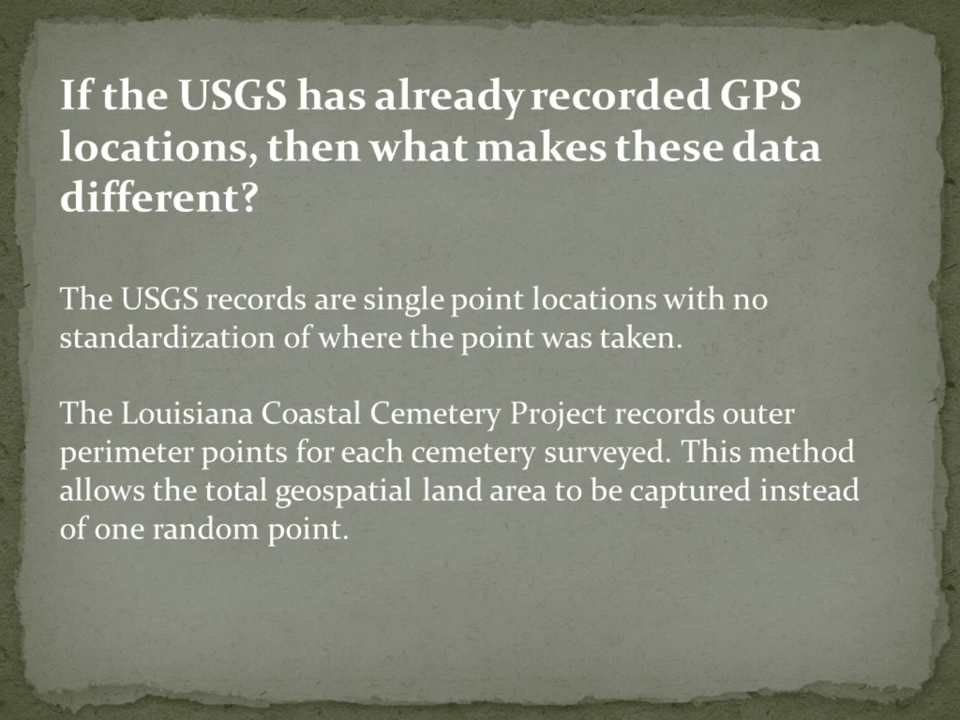 If the USGS has already recorded GPS
locations, then what makes these data
different?
The USGS records are single point locations with no
standardization of where the point was taken.
The Louisiana Coastal Cemetery Project records outer
perimeter points for each cemetery surveyed. This method
allows the total geospatial land area to be captured instead
of one random point.